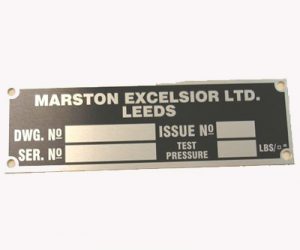 MARSTON EXCELSIOR LTD.
LEEDS
DWG. Nº ISSUE Nº
SER. Nº TEST PRESSURE LBS/□"